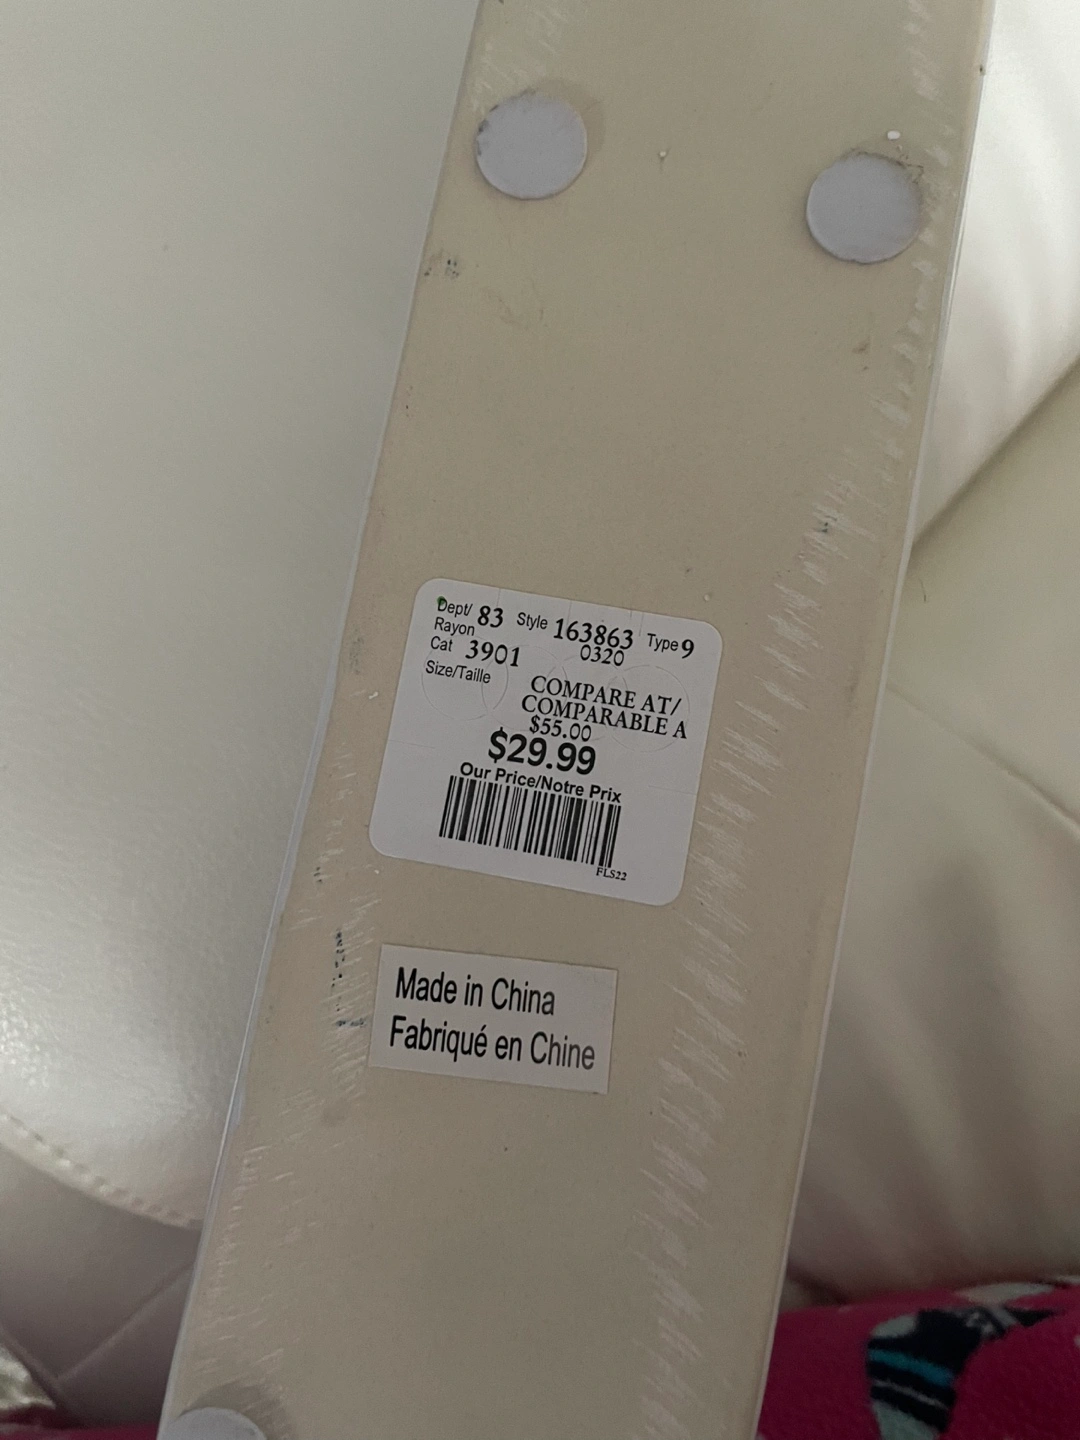 Dept/ 83 Style 163863 Type 9
Rayon 0320
Cat 3901
Size/Taille
COMPARE AT/
COMPARABLE A
$55.00
$29.99
Our Price/Notre Prix
FLS22
Made in China
Fabriqué en Chine